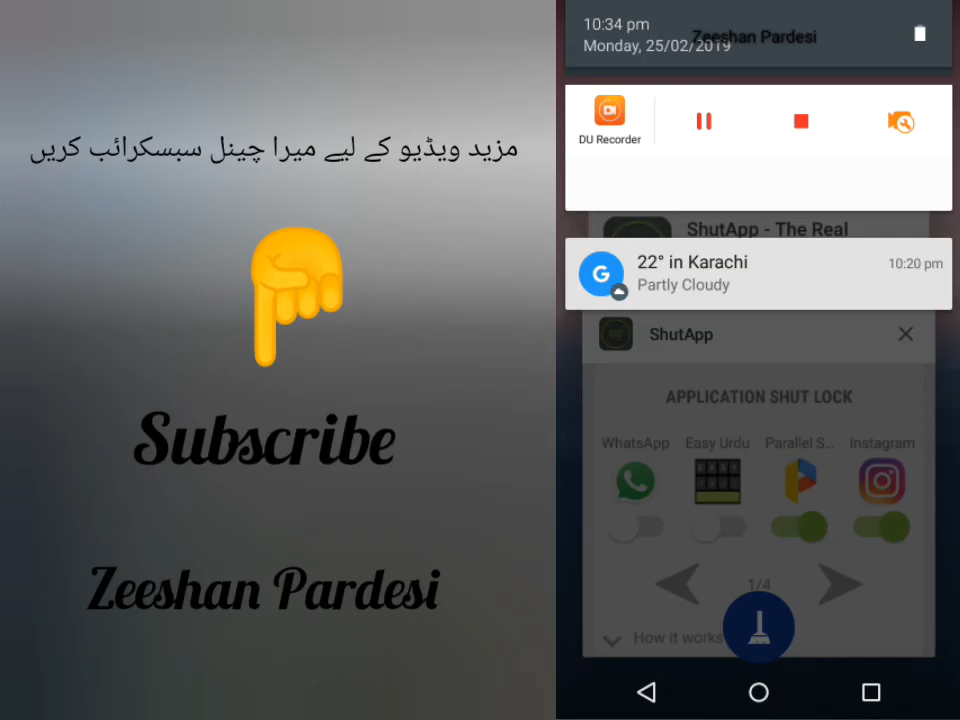 مزید ویڈیو کے لیے میرا چینل سبسکرائب کریں
Subscribe
Zeeshan Pardesi
10:34 pm
Zeeshan Pardesi
Monday, 25/02/2019
DU Recorder
ShutApp - The Real
22° in Karachi
10:20 pm
Partly Cloudy
ShutApp
APPLICATION SHUT LOCK
WhatsApp Easy Urdu Parallel S... Instagram
1/4
How it works